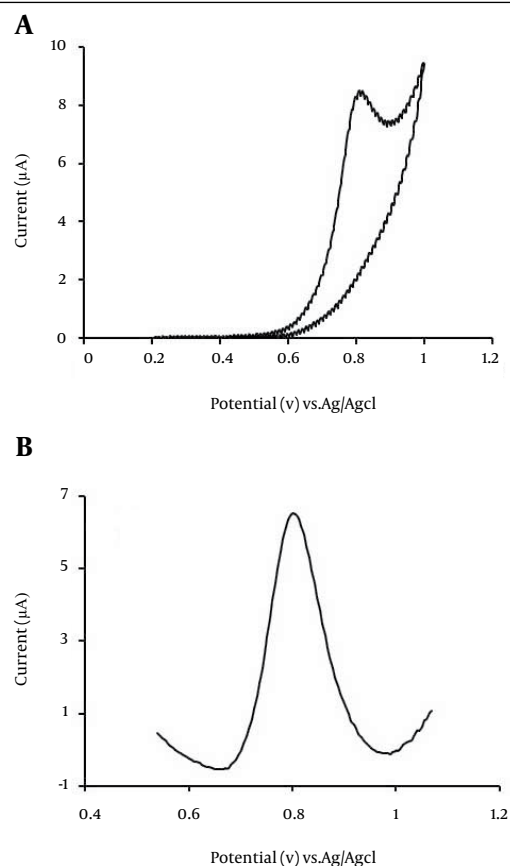 A
10
8
6
4
2
0
0 0.2 0.4 0.6 0.8 1 1.2
Current (µA)
Potential (v) vs.Ag/Agcl
B
7
5
3
1
-1
0.4 0.6 0.8 1 1.2
Current (µA)
Potential (v) vs.Ag/Agcl